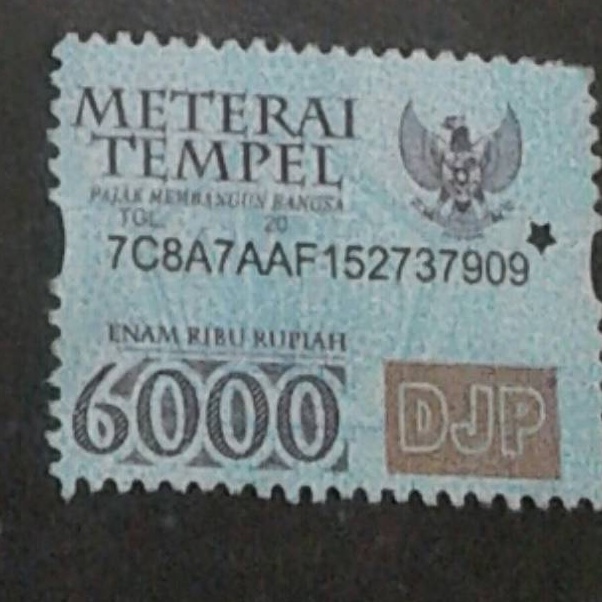 METERAI
TEMPEL
PAJAK MEMBANGUN BANGSA
TGL. 20
7C8A7AAF152737909
ENAM RIBU RUPIAH
6000
DJP